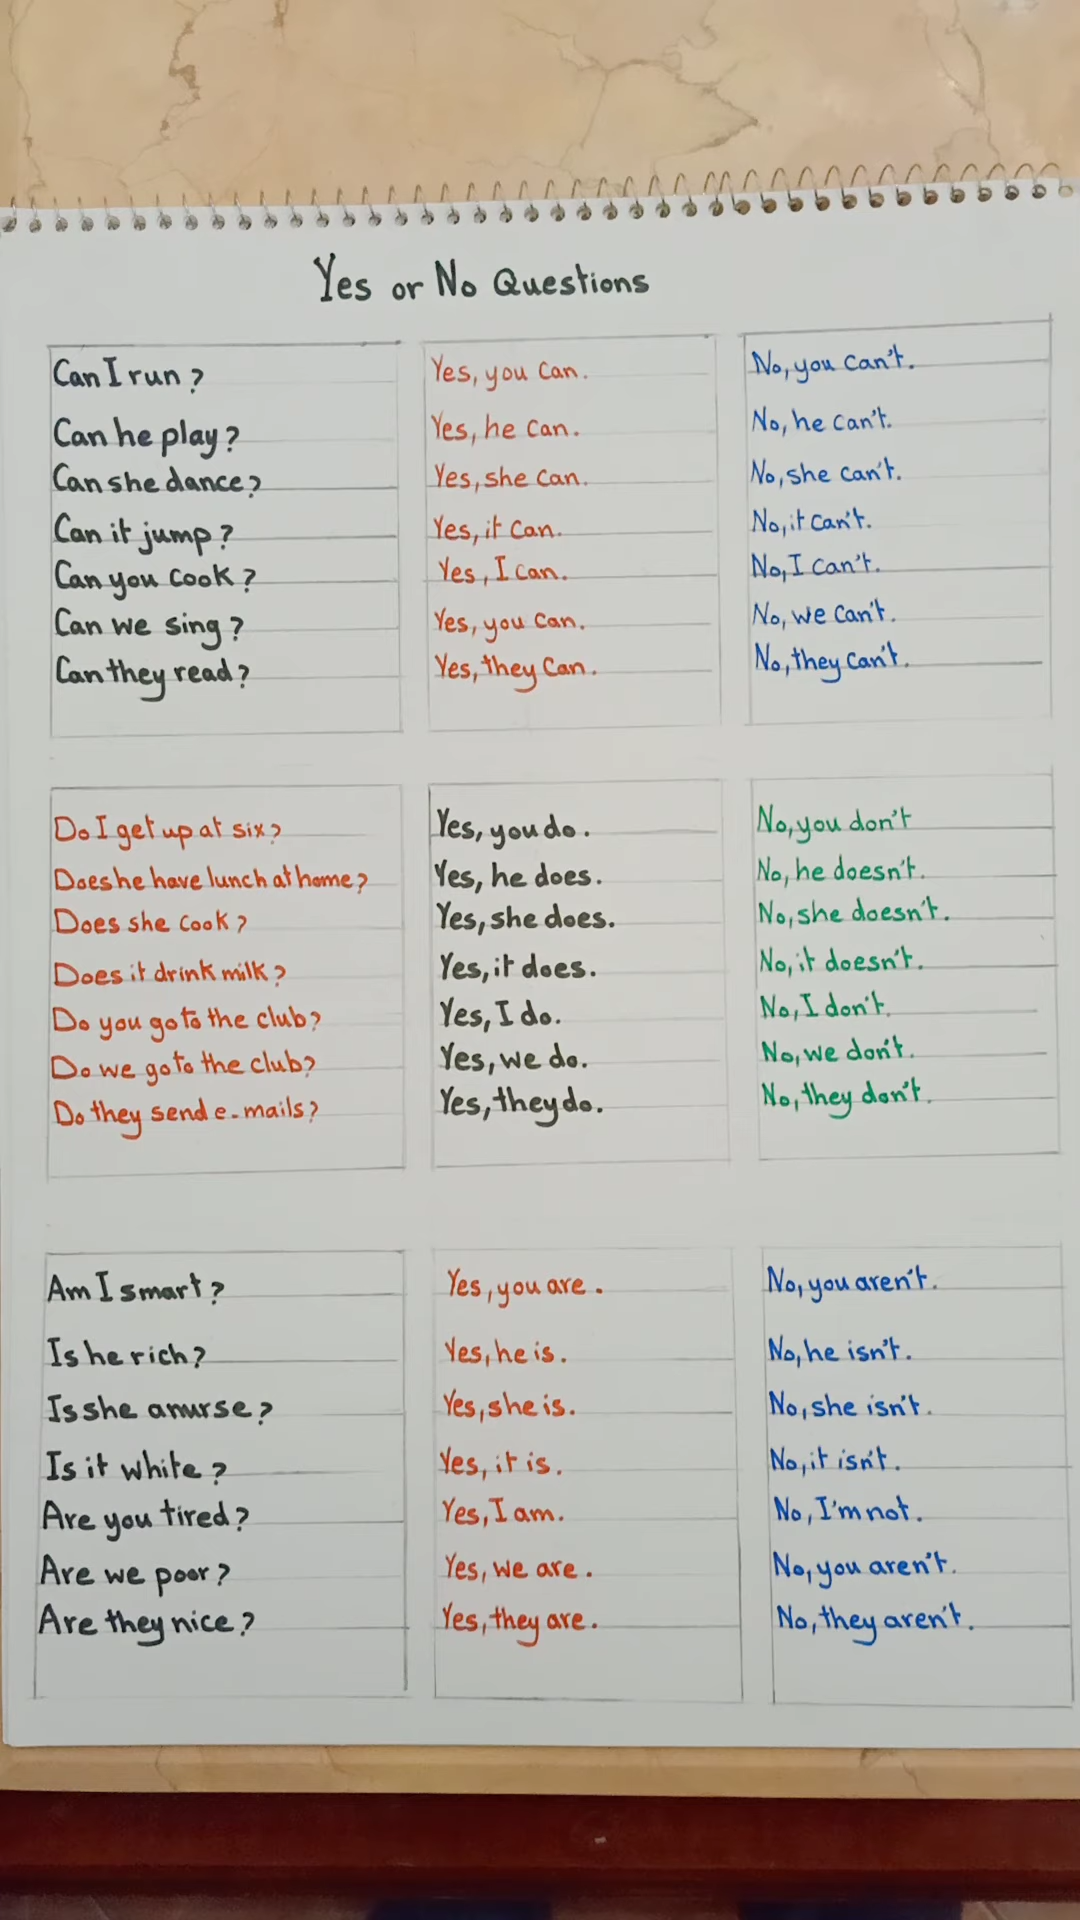 Yes or No Questions
Can I run? Yes, you can. No, you can't.
Can he play? Yes, he can. No, he can't.
Can she dance? Yes, she can. No, she can't.
Can it jump? Yes, it can. No, it can't.
Can you cook? Yes, I can. No, I can't.
Can we sing? Yes, you can. No, we can't.
Can they read? Yes, they can. No, they can't.
Do I get up at six? Yes, you do. No, you don't
Does he have lunch at home? Yes, he does. No, he doesn't.
Does she cook? Yes, she does. No, she doesn't.
Does it drink milk? Yes, it does. No, it doesn't.
Do you go to the club? Yes, I do. No, I don't.
Do we go to the club? Yes, we do. No, we don't.
Do they send e-mails? Yes, they do. No, they don't.
Am I smart? Yes, you are. No, you aren't.
Is he rich? Yes, he is. No, he isn't.
Is she a nurse? Yes, she is. No, she isn't.
Is it white? Yes, it is. No, it isn't.
Are you tired? Yes, I am. No, I'm not.
Are we poor? Yes, we are. No, you aren't.
Are they nice? Yes, they are. No, they aren't.